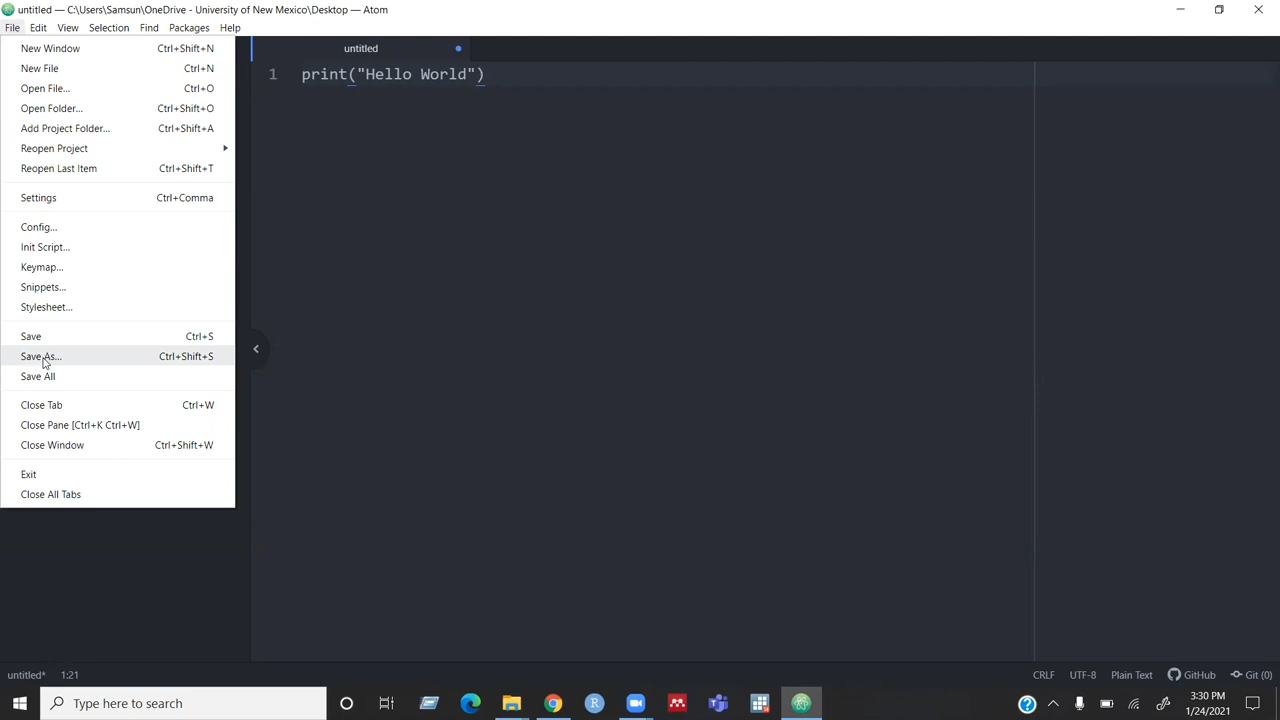 untitled — C:\Users\Samsun\OneDrive - University of New Mexico\Desktop — Atom
File Edit View Selection Find Packages Help
New Window Ctrl+Shift+N
New File Ctrl+N
Open File... Ctrl+O
Open Folder... Ctrl+Shift+O
Add Project Folder... Ctrl+Shift+A
Reopen Project
Reopen Last Item Ctrl+Shift+T
Settings Ctrl+Comma
Config...
Init Script...
Keymap...
Snippets...
Stylesheet...
Save Ctrl+S
Save As... Ctrl+Shift+S
Save All
Close Tab Ctrl+W
Close Pane [Ctrl+K Ctrl+W]
Close Window Ctrl+Shift+W
Exit
Close All Tabs
untitled
1 print("Hello World")
untitled* 1:21 CRLF UTF-8 Plain Text GitHub Git (0)
Type here to search
3:30 PM
1/24/2021